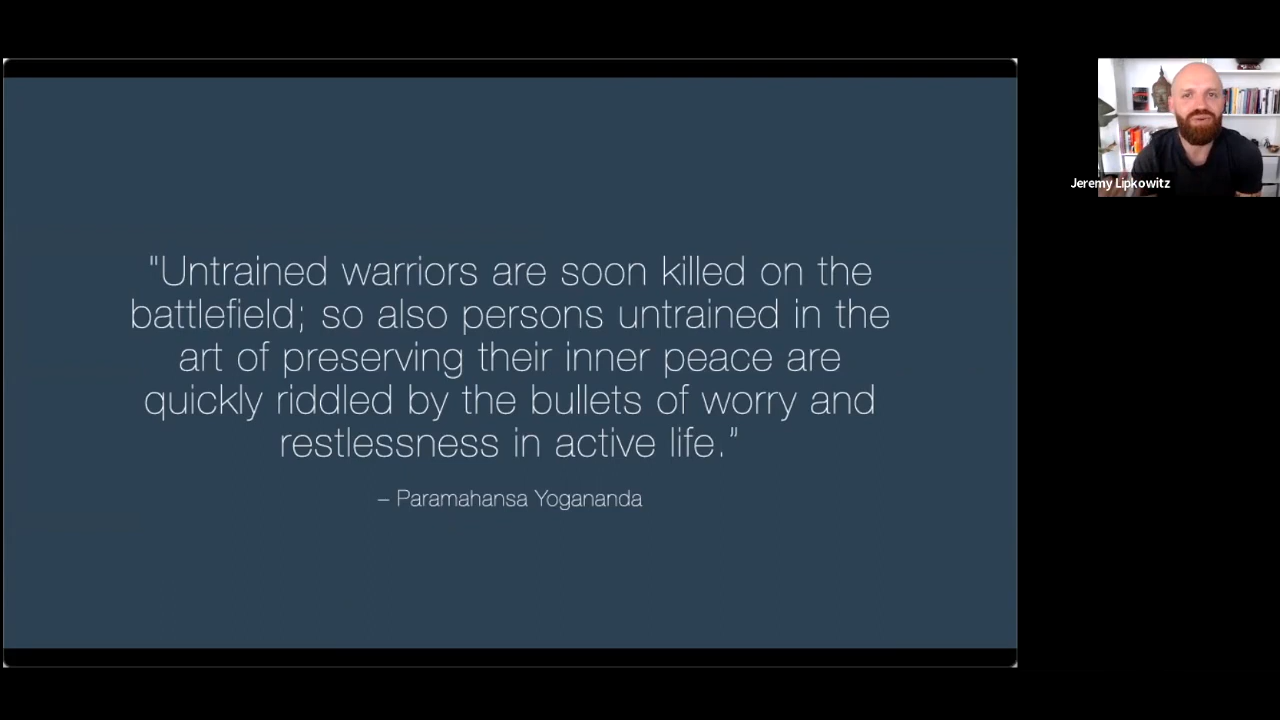 "Untrained warriors are soon killed on the
battlefield; so also persons untrained in the
art of preserving their inner peace are
quickly riddled by the bullets of worry and
restlessness in active life.”
– Paramahansa Yogananda
Jeremy Lipkowitz